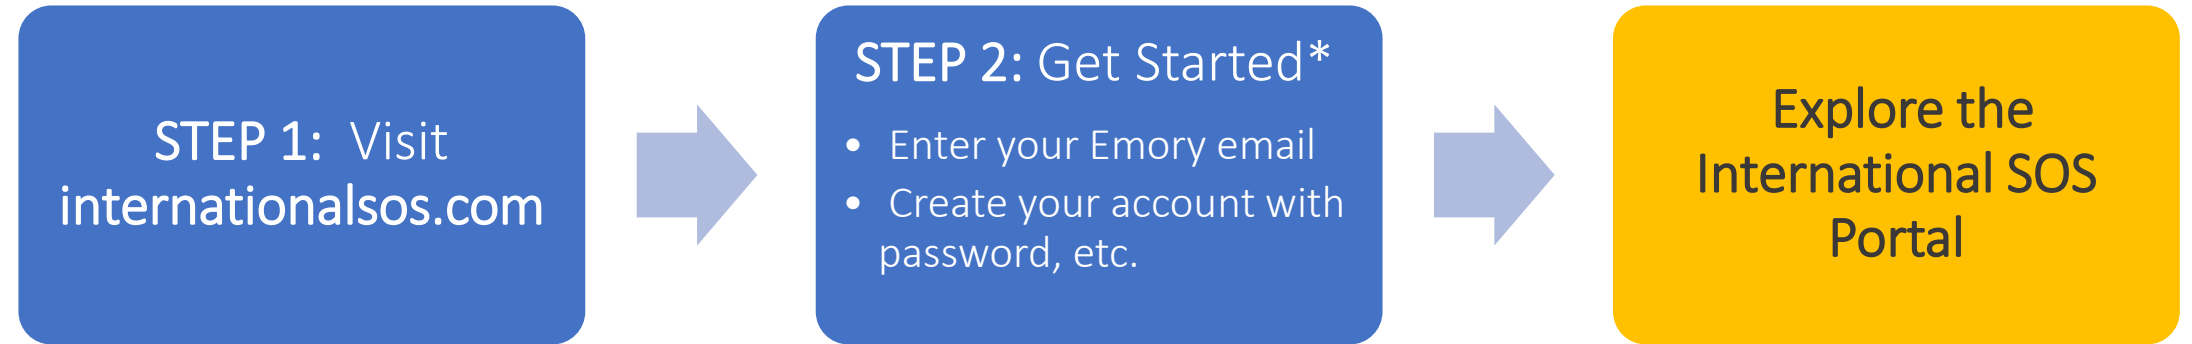 STEP 1: Visit
internationalsos.com
STEP 2: Get Started*
• Enter your Emory email
• Create your account with
password, etc.
Explore the
International SOS
Portal